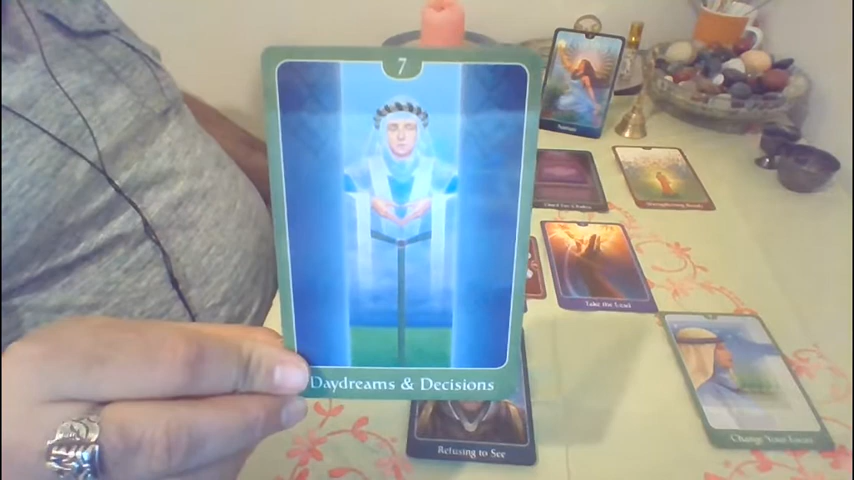 7
Daydreams & Decisions
Take the Lead
Change Your Focus
Refusing to See